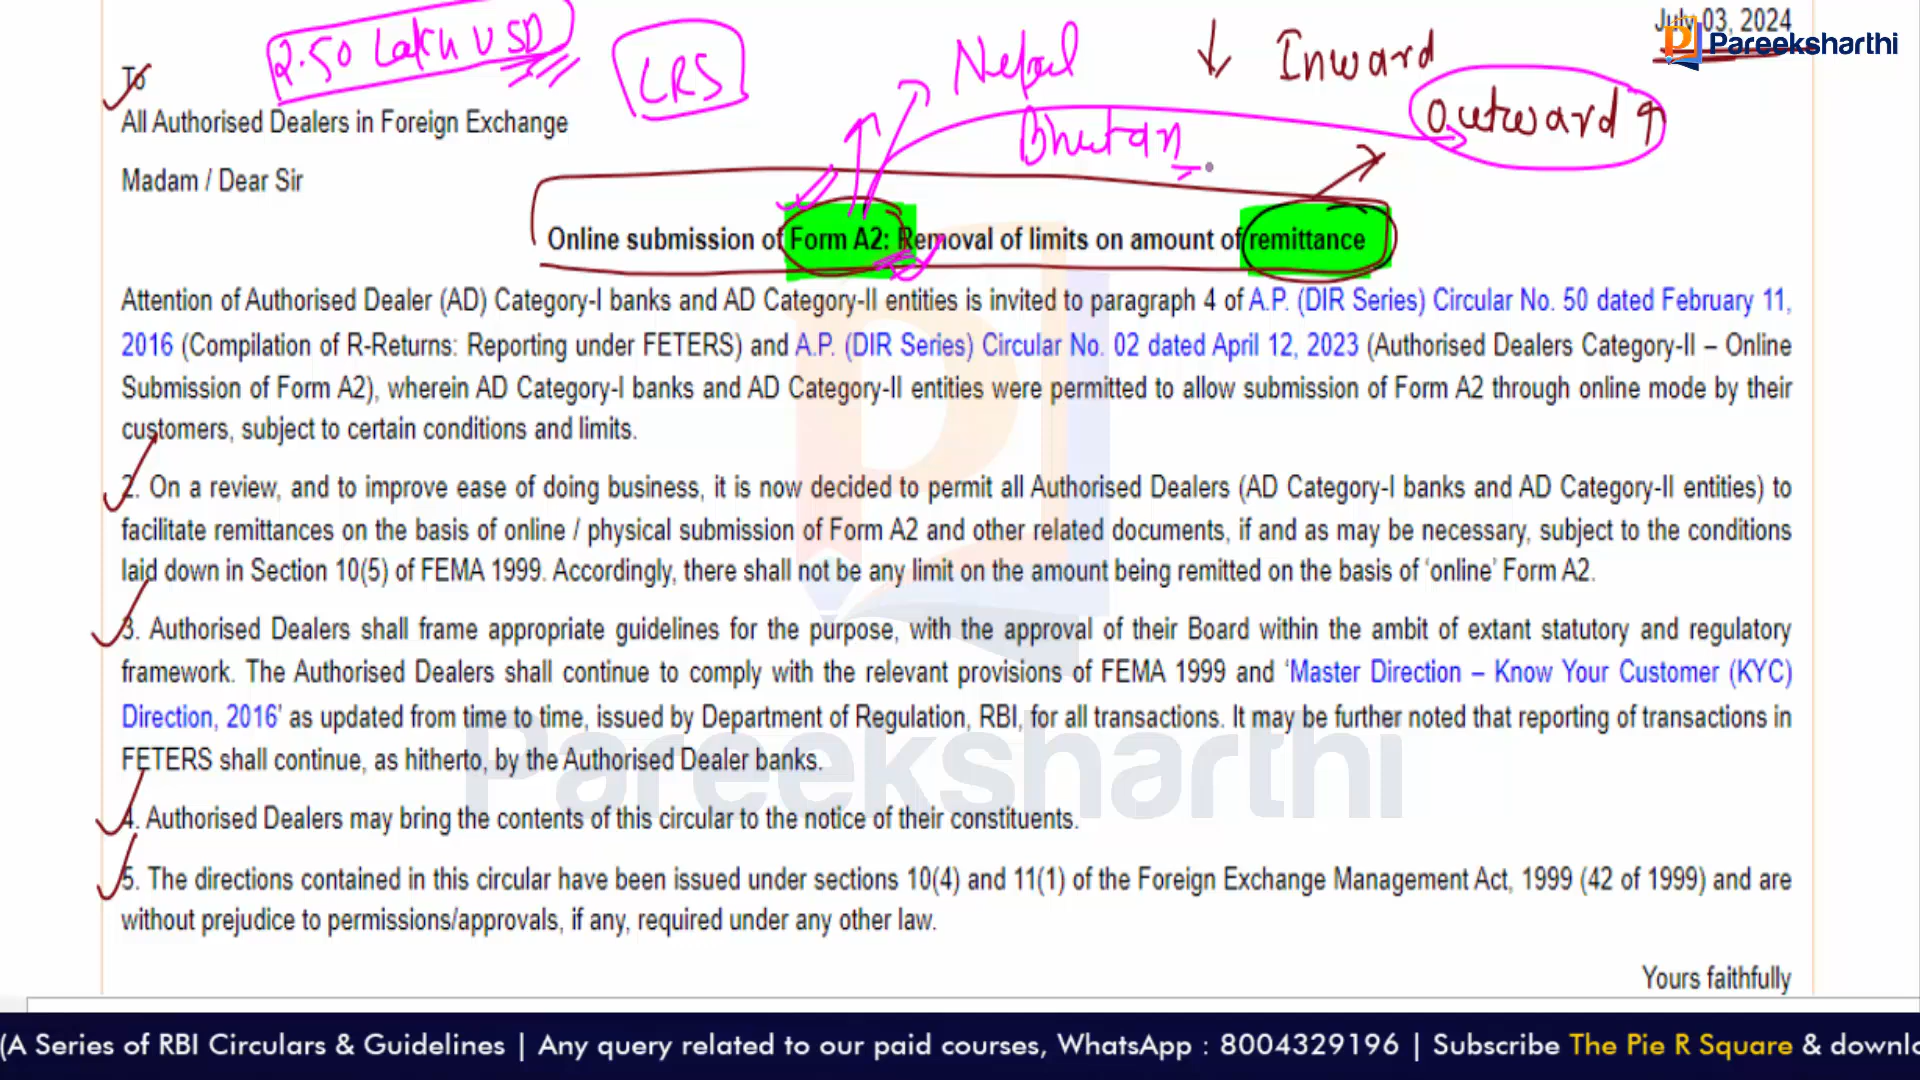 July 03, 2024
Pareeksharthi
2.50 Lakh USD
LRS
Nepal
Bhutan
Inward
Outward
To
All Authorised Dealers in Foreign Exchange
Madam / Dear Sir
Online submission of Form A2: Removal of limits on amount of remittance
Attention of Authorised Dealer (AD) Category-I banks and AD Category-II entities is invited to paragraph 4 of A.P. (DIR Series) Circular No. 50 dated February 11,
2016 (Compilation of R-Returns: Reporting under FETERS) and A.P. (DIR Series) Circular No. 02 dated April 12, 2023 (Authorised Dealers Category-II – Online
Submission of Form A2), wherein AD Category-I banks and AD Category-II entities were permitted to allow submission of Form A2 through online mode by their
customers, subject to certain conditions and limits.
2. On a review, and to improve ease of doing business, it is now decided to permit all Authorised Dealers (AD Category-I banks and AD Category-II entities) to
facilitate remittances on the basis of online / physical submission of Form A2 and other related documents, if and as may be necessary, subject to the conditions
laid down in Section 10(5) of FEMA 1999. Accordingly, there shall not be any limit on the amount being remitted on the basis of ‘online’ Form A2.
3. Authorised Dealers shall frame appropriate guidelines for the purpose, with the approval of their Board within the ambit of extant statutory and regulatory
framework. The Authorised Dealers shall continue to comply with the relevant provisions of FEMA 1999 and ‘Master Direction – Know Your Customer (KYC)
Direction, 2016’ as updated from time to time, issued by Department of Regulation, RBI, for all transactions. It may be further noted that reporting of transactions in
FETERS shall continue, as hitherto, by the Authorised Dealer banks.
Pareeksharthi
4. Authorised Dealers may bring the contents of this circular to the notice of their constituents.
5. The directions contained in this circular have been issued under sections 10(4) and 11(1) of the Foreign Exchange Management Act, 1999 (42 of 1999) and are
without prejudice to permissions/approvals, if any, required under any other law.
Yours faithfully
(A Series of RBI Circulars & Guidelines | Any query related to our paid courses, WhatsApp : 8004329196 | Subscribe The Pie R Square & downlo